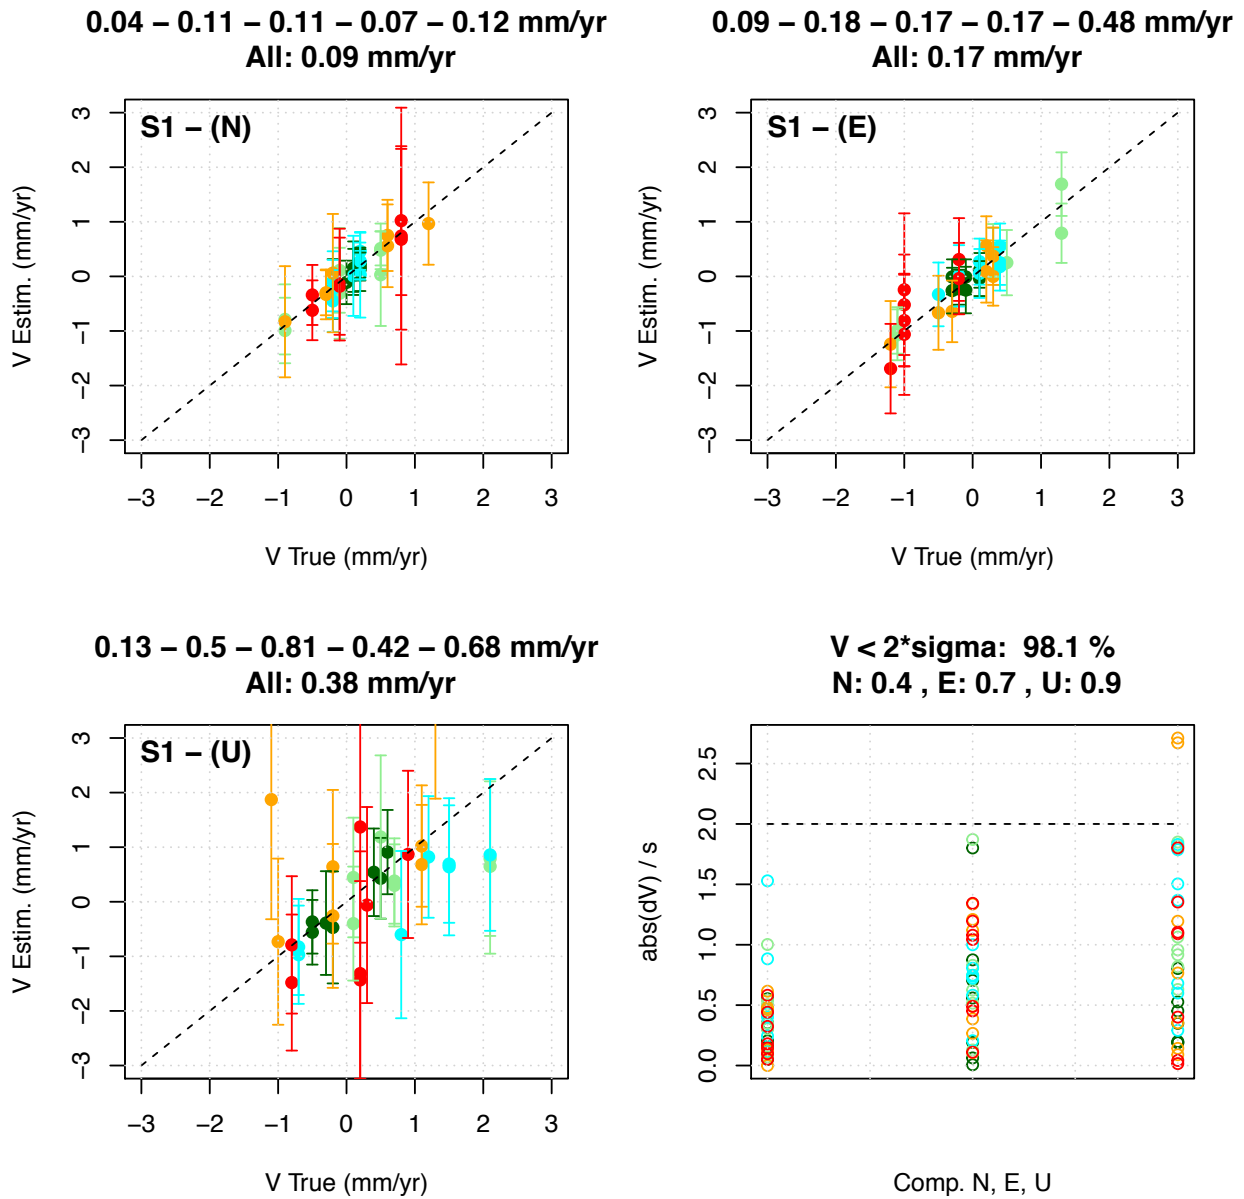 0.04 – 0.11 – 0.11 – 0.07 – 0.12 mm/yr
All: 0.09 mm/yr
S1 – (N)
3
2
1
0
−1
−2
−3
V Estim. (mm/yr)
−3 −2 −1 0 1 2 3
V True (mm/yr)
0.09 – 0.18 – 0.17 – 0.17 – 0.48 mm/yr
All: 0.17 mm/yr
S1 – (E)
3
2
1
0
−1
−2
−3
V Estim. (mm/yr)
−3 −2 −1 0 1 2 3
V True (mm/yr)
0.13 – 0.5 – 0.81 – 0.42 – 0.68 mm/yr
All: 0.38 mm/yr
S1 – (U)
3
2
1
0
−1
−2
−3
V Estim. (mm/yr)
−3 −2 −1 0 1 2 3
V True (mm/yr)
V < 2*sigma: 98.1 %
N: 0.4 , E: 0.7 , U: 0.9
2.5
2.0
1.5
1.0
0.5
0.0
abs(dV) / s
Comp. N, E, U